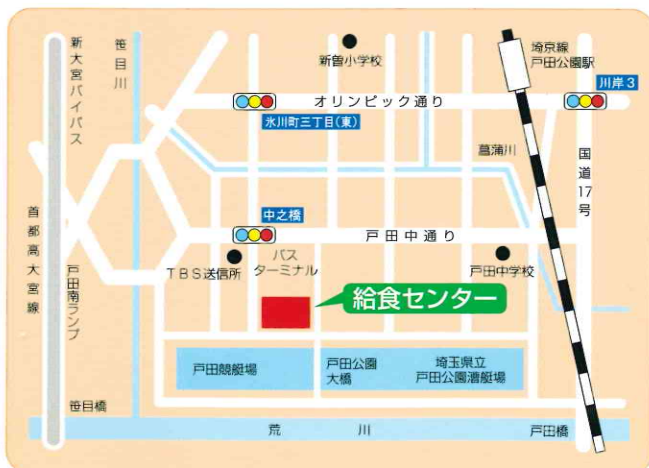 新大宮バイパス
笹目川
新曽小学校
埼京線
戸田公園駅
川岸3
オリンピック通り
氷川町三丁目(東)
菖蒲川
国道17号
首都高大宮線
戸田南ランプ
中之橋
戸田中通り
TBS送信所
バス
ターミナル
戸田中学校
給食センター
戸田競艇場
戸田公園
大橋
埼玉県立
戸田公園漕艇場
笹目橋
荒川
戸田橋